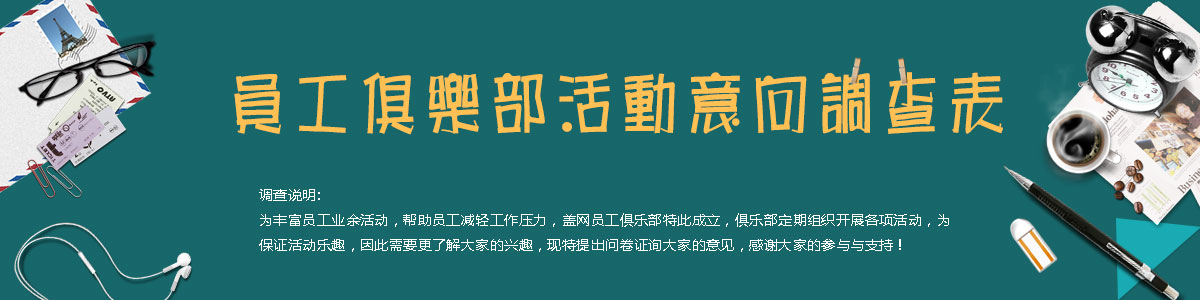 員工俱樂部活動意向調查表
调查说明:
为丰富员工业余活动，帮助员工减轻工作压力，盖网员工俱乐部特此成立，俱乐部定期组织开展各项活动，为
保证活动乐趣，因此需要更了解大家的兴趣，现特提出问卷证询大家的意见，感谢大家的参与与支持！